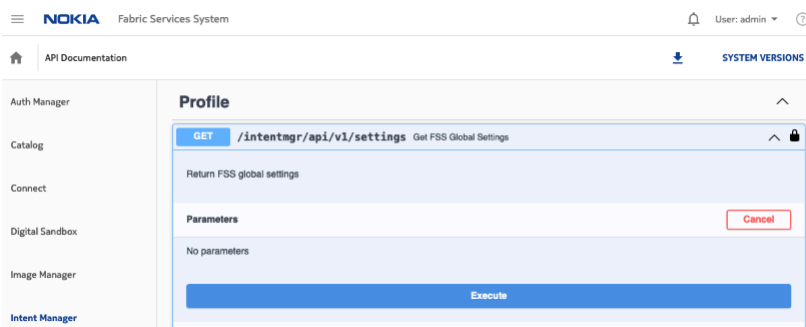 NOKIA Fabric Services System User: admin ?
API Documentation SYSTEM VERSIONS
Auth Manager
Catalog
Connect
Digital Sandbox
Image Manager
Intent Manager
Profile
GET /intentmgr/api/v1/settings Get FSS Global Settings
Return FSS global settings
Parameters Cancel
No parameters
Execute